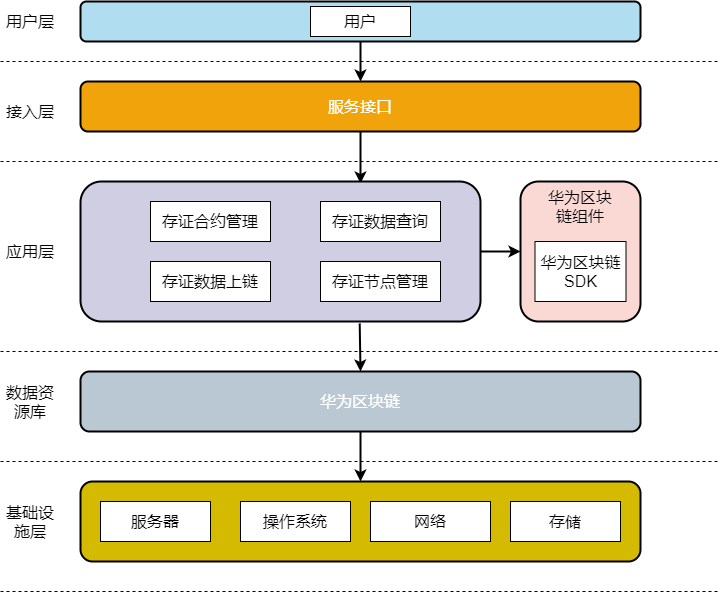 用户层
用户
接入层
服务接口
应用层
存证合约管理
存证数据查询
存证数据上链
存证节点管理
华为区块
链组件
华为区块链
SDK
数据资
源库
华为区块链
基础设
施层
服务器
操作系统
网络
存储